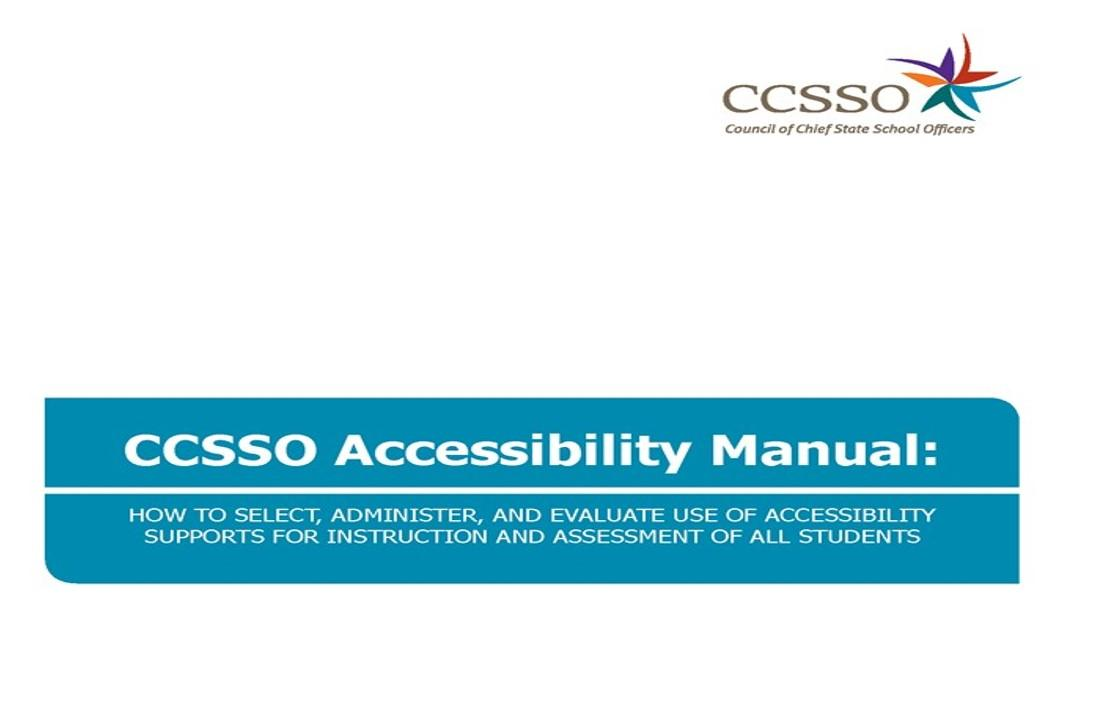 CCSSO
Council of Chief State School Officers
CCSSO Accessibility Manual:
HOW TO SELECT, ADMINISTER, AND EVALUATE USE OF ACCESSIBILITY
SUPPORTS FOR INSTRUCTION AND ASSESSMENT OF ALL STUDENTS